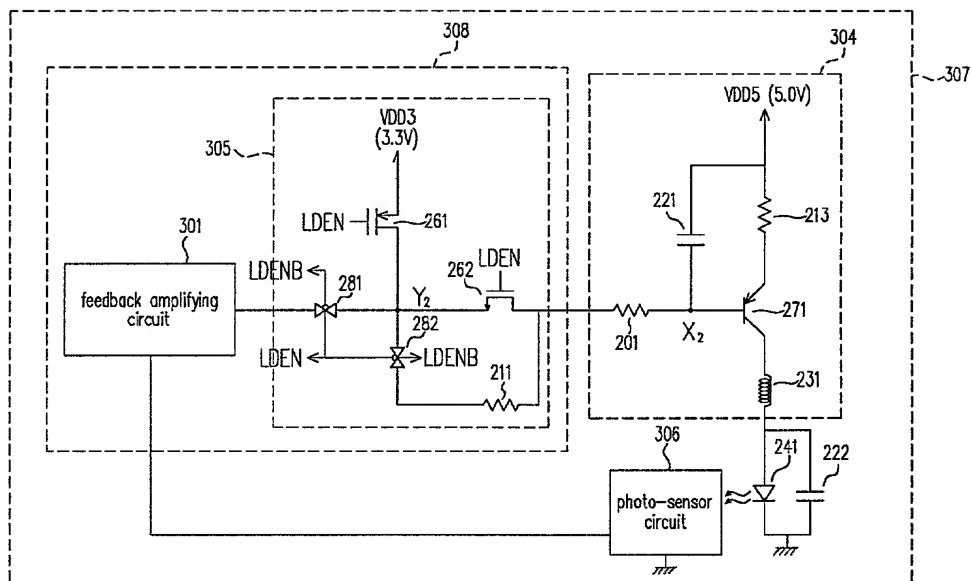 308
304
307
VDD5 (5.0V)
305
VDD3
(3.3V)
221
213
LDEN
261
301
LDEN
LDENB
281
Y2
262
feedback amplifying
circuit
282
201
X2
271
LDEN
LDENB
211
231
306
241
222
photo-sensor
circuit